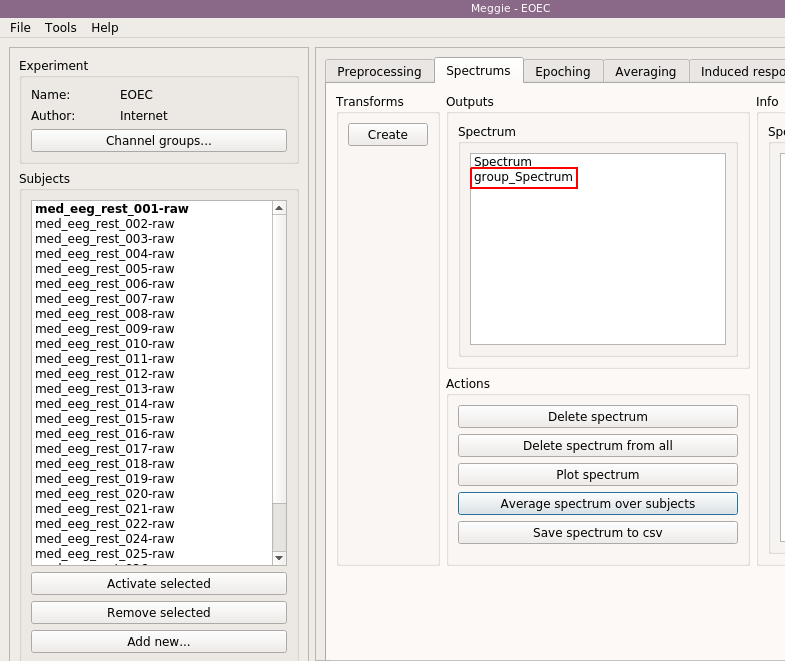 Meggie - EOEC
File Tools Help
Experiment
Name: EOEC
Author: Internet
Channel groups...
Subjects
med_eeg_rest_001-raw
med_eeg_rest_002-raw
med_eeg_rest_003-raw
med_eeg_rest_004-raw
med_eeg_rest_005-raw
med_eeg_rest_006-raw
med_eeg_rest_007-raw
med_eeg_rest_008-raw
med_eeg_rest_009-raw
med_eeg_rest_010-raw
med_eeg_rest_011-raw
med_eeg_rest_012-raw
med_eeg_rest_013-raw
med_eeg_rest_014-raw
med_eeg_rest_015-raw
med_eeg_rest_016-raw
med_eeg_rest_017-raw
med_eeg_rest_018-raw
med_eeg_rest_019-raw
med_eeg_rest_020-raw
med_eeg_rest_021-raw
med_eeg_rest_022-raw
med_eeg_rest_024-raw
med_eeg_rest_025-raw
Activate selected
Remove selected
Add new...
Preprocessing Spectrums Epoching Averaging Induced respo
Transforms
Create
Outputs
Spectrum
Spectrum
group_Spectrum
Actions
Delete spectrum
Delete spectrum from all
Plot spectrum
Average spectrum over subjects
Save spectrum to csv
Info
Spe